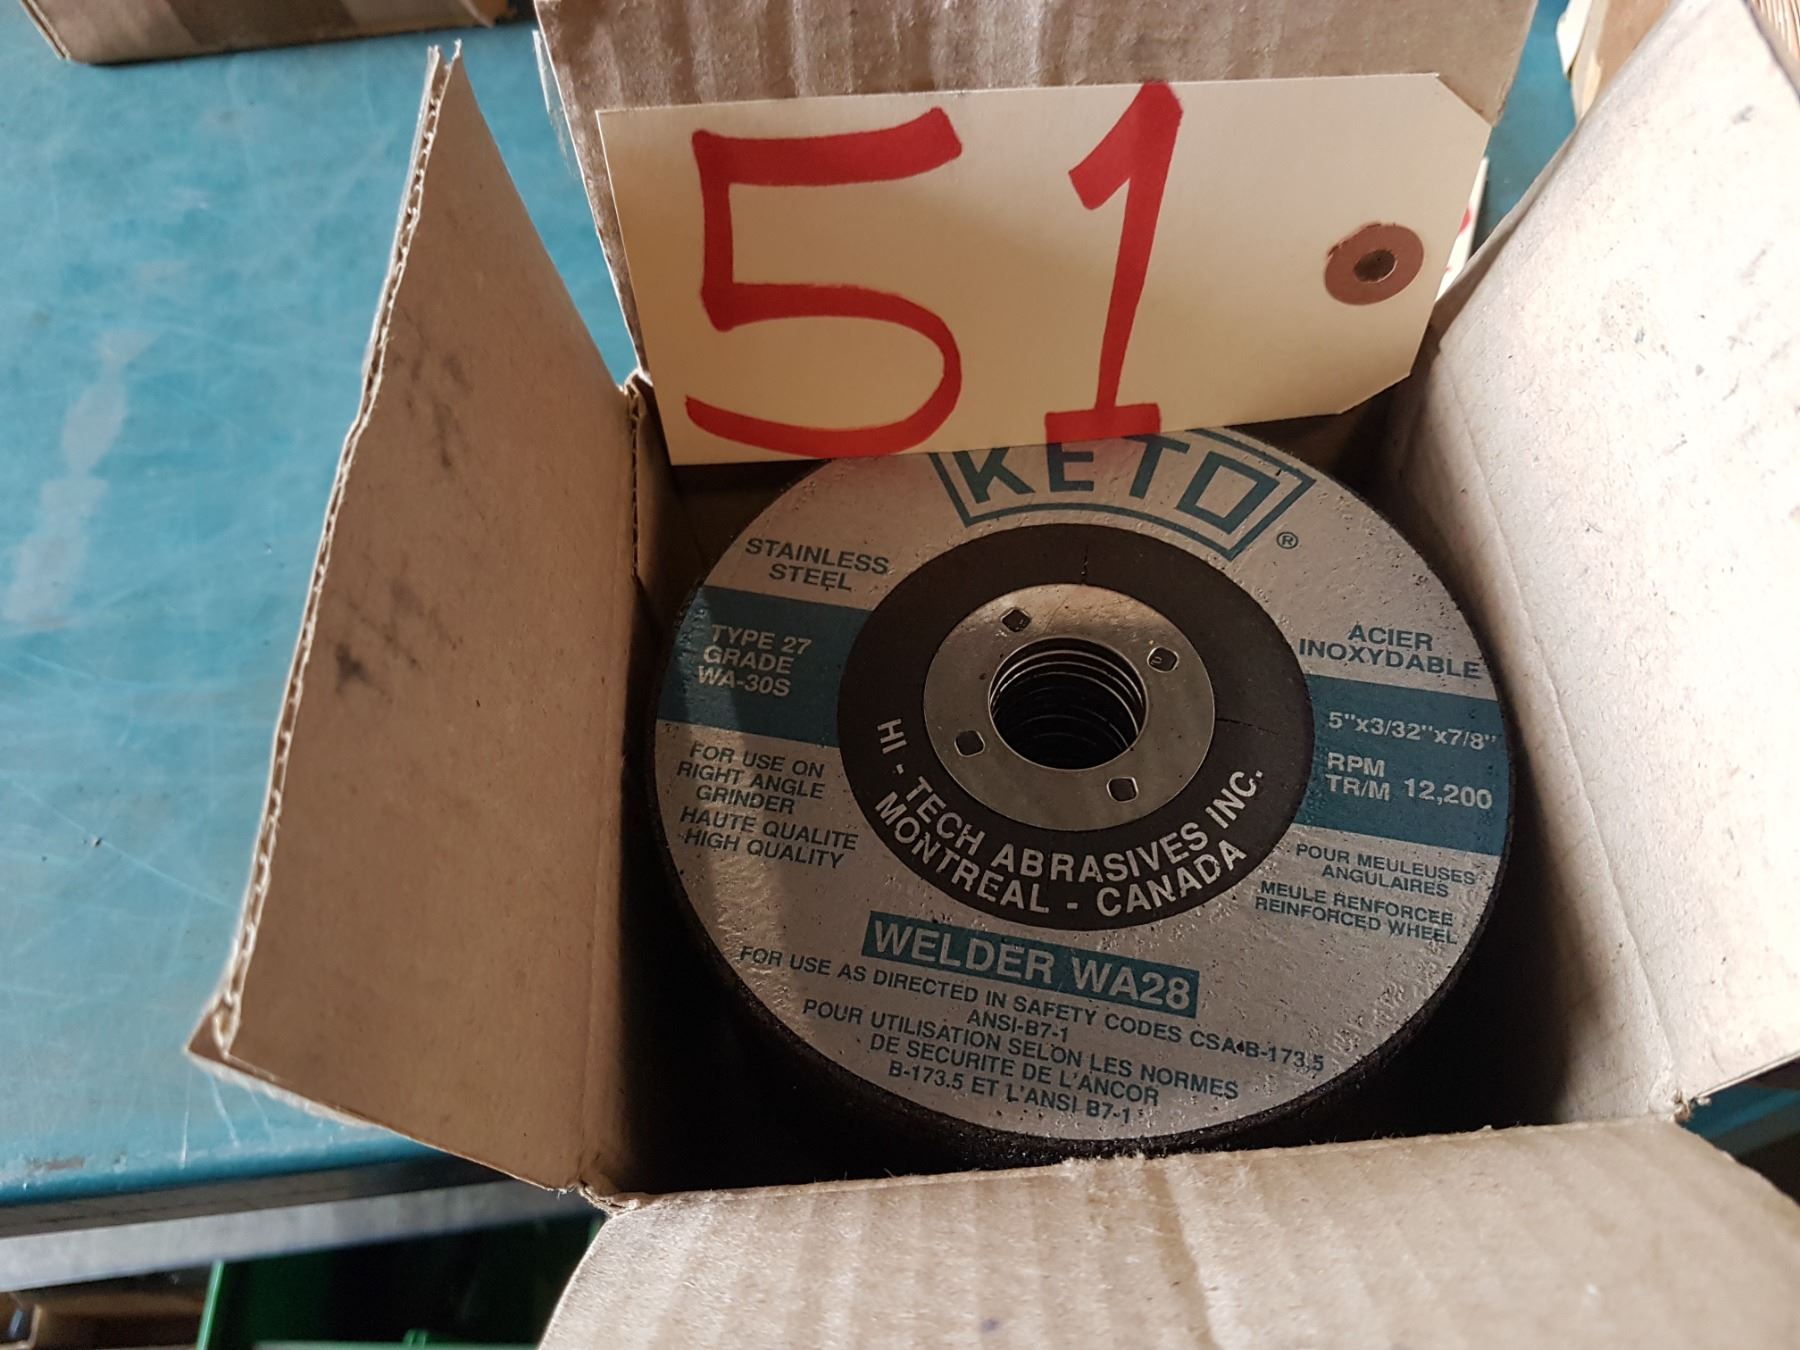 51
KETO
®
STAINLESS
STEEL
TYPE 27
GRADE
WA-30S
FOR USE ON
RIGHT ANGLE
GRINDER
HAUTE QUALITE
HIGH QUALITY
ACIER
INOXYDABLE
5"x3/32"x7/8"
RPM
TR/M 12,200
POUR MEULEUSES
ANGULAIRES
MEULE RENFORCEE
REINFORCED WHEEL
HI - TECH ABRASIVES INC.
MONTREAL - CANADA
WELDER WA28
FOR USE AS DIRECTED IN SAFETY CODES CSA-B-173.5
ANSI-B7-1
POUR UTILISATION SELON LES NORMES
DE SECURITE DE L'ANCOR
B-173.5 ET L'ANSI B7-1